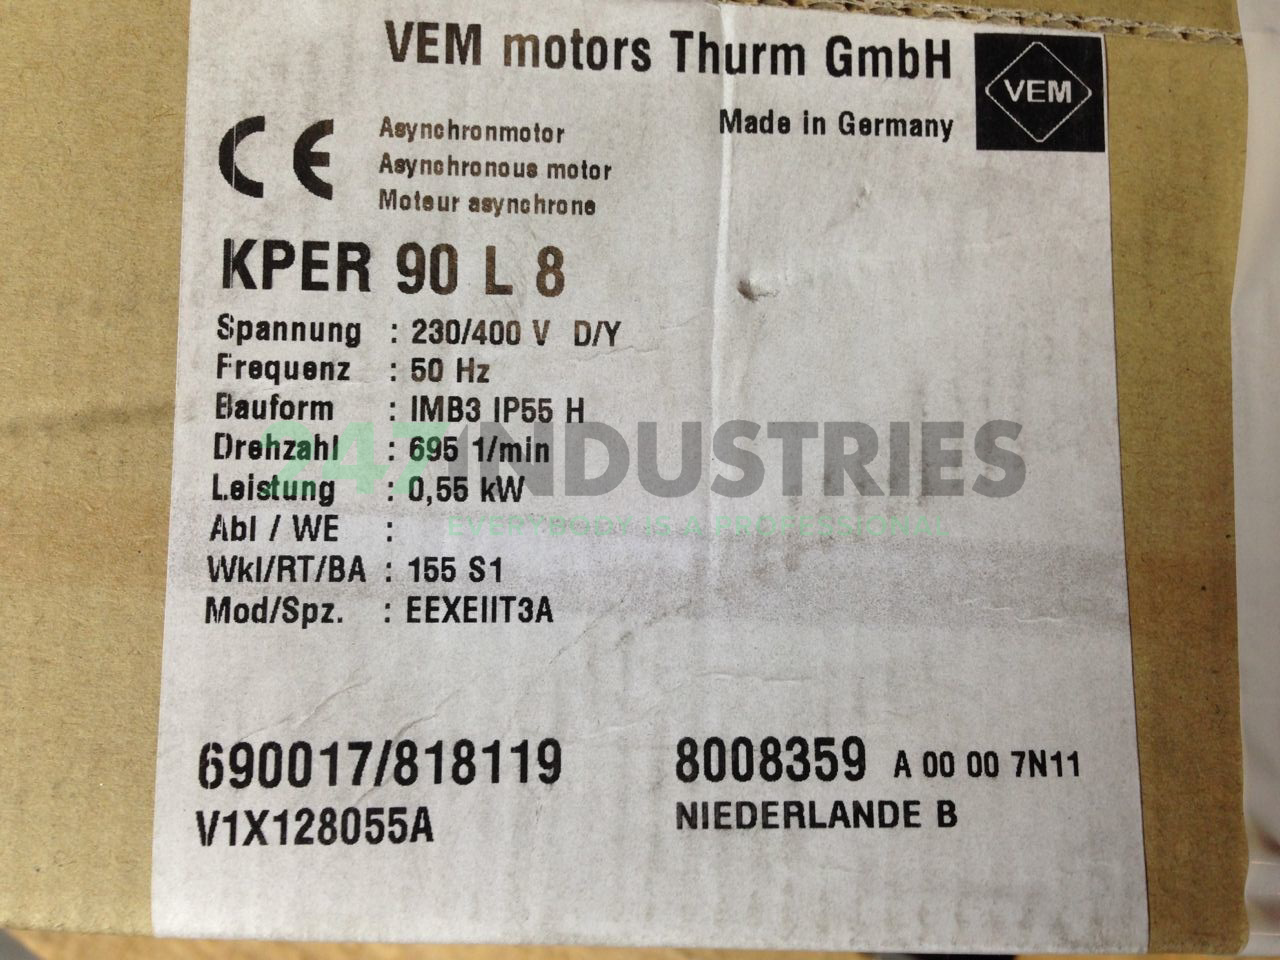 VEM motors Thurm GmbH
VEM
Made in Germany
CE
Asynchronmotor
Asynchronous motor
Moteur asynchrone
KPER 90 L 8
Spannung : 230/400 V D/Y
Frequenz : 50 Hz
Bauform : IMB3 IP55 H
Drehzahl : 695 1/min
Leistung : 0,55 kW
Abl / WE :
Wkl/RT/BA : 155 S1
Mod/Spz. : EEXEIIT3A
247 INDUSTRIES
EVERYBODY IS A PROFESSIONAL
690017/818119
8008359 A 00 00 7N11
V1X128055A
NIEDERLANDE B